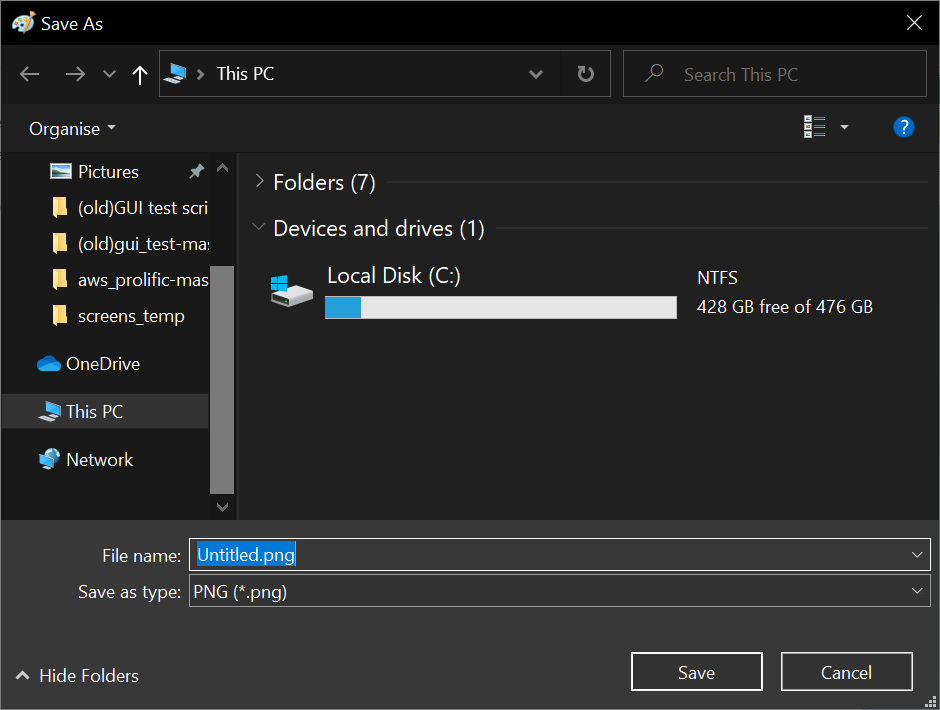 Save As
This PC
Search This PC
Organise
?
Pictures
(old)GUI test scri
(old)gui_test-mas
aws_prolific-mas
screens_temp
OneDrive
This PC
Network
Folders (7)
Devices and drives (1)
Local Disk (C:)
NTFS
428 GB free of 476 GB
File name: Untitled.png
Save as type: PNG (*.png)
Hide Folders
Save
Cancel